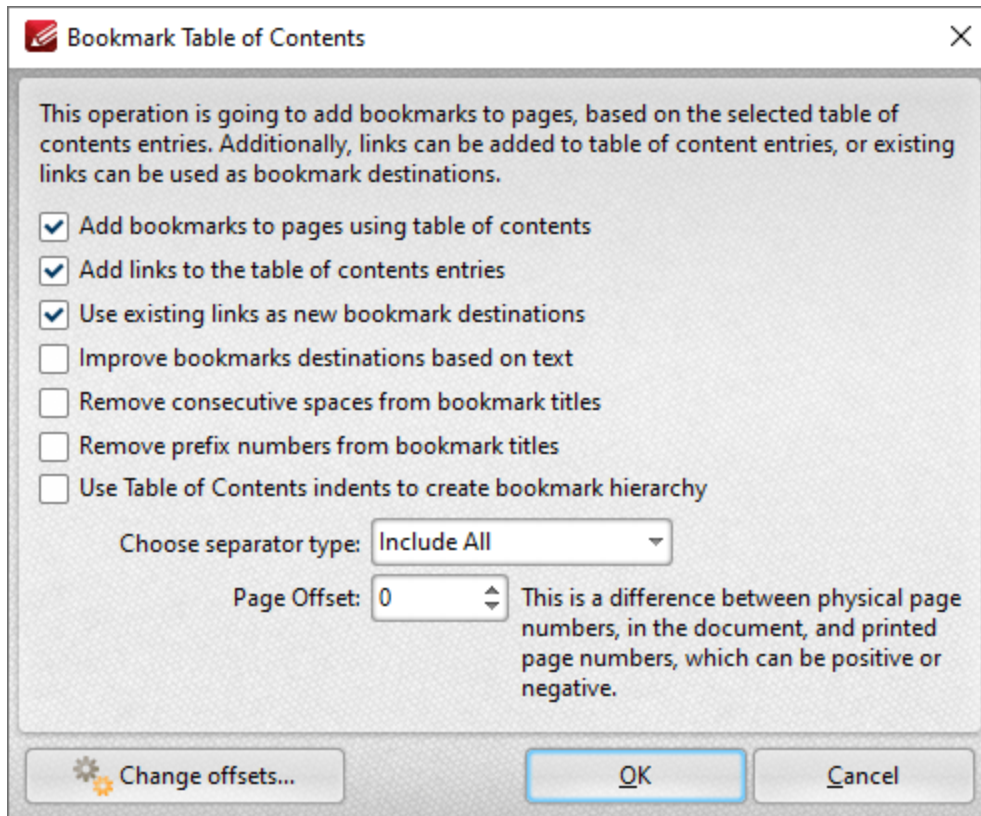 Bookmark Table of Contents
This operation is going to add bookmarks to pages, based on the selected table of
contents entries. Additionally, links can be added to table of content entries, or existing
links can be used as bookmark destinations.
Add bookmarks to pages using table of contents
Add links to the table of contents entries
Use existing links as new bookmark destinations
Improve bookmarks destinations based on text
Remove consecutive spaces from bookmark titles
Remove prefix numbers from bookmark titles
Use Table of Contents indents to create bookmark hierarchy
Choose separator type: Include All
Page Offset: 0 This is a difference between physical page
numbers, in the document, and printed
page numbers, which can be positive or
negative.
Change offsets... OK Cancel